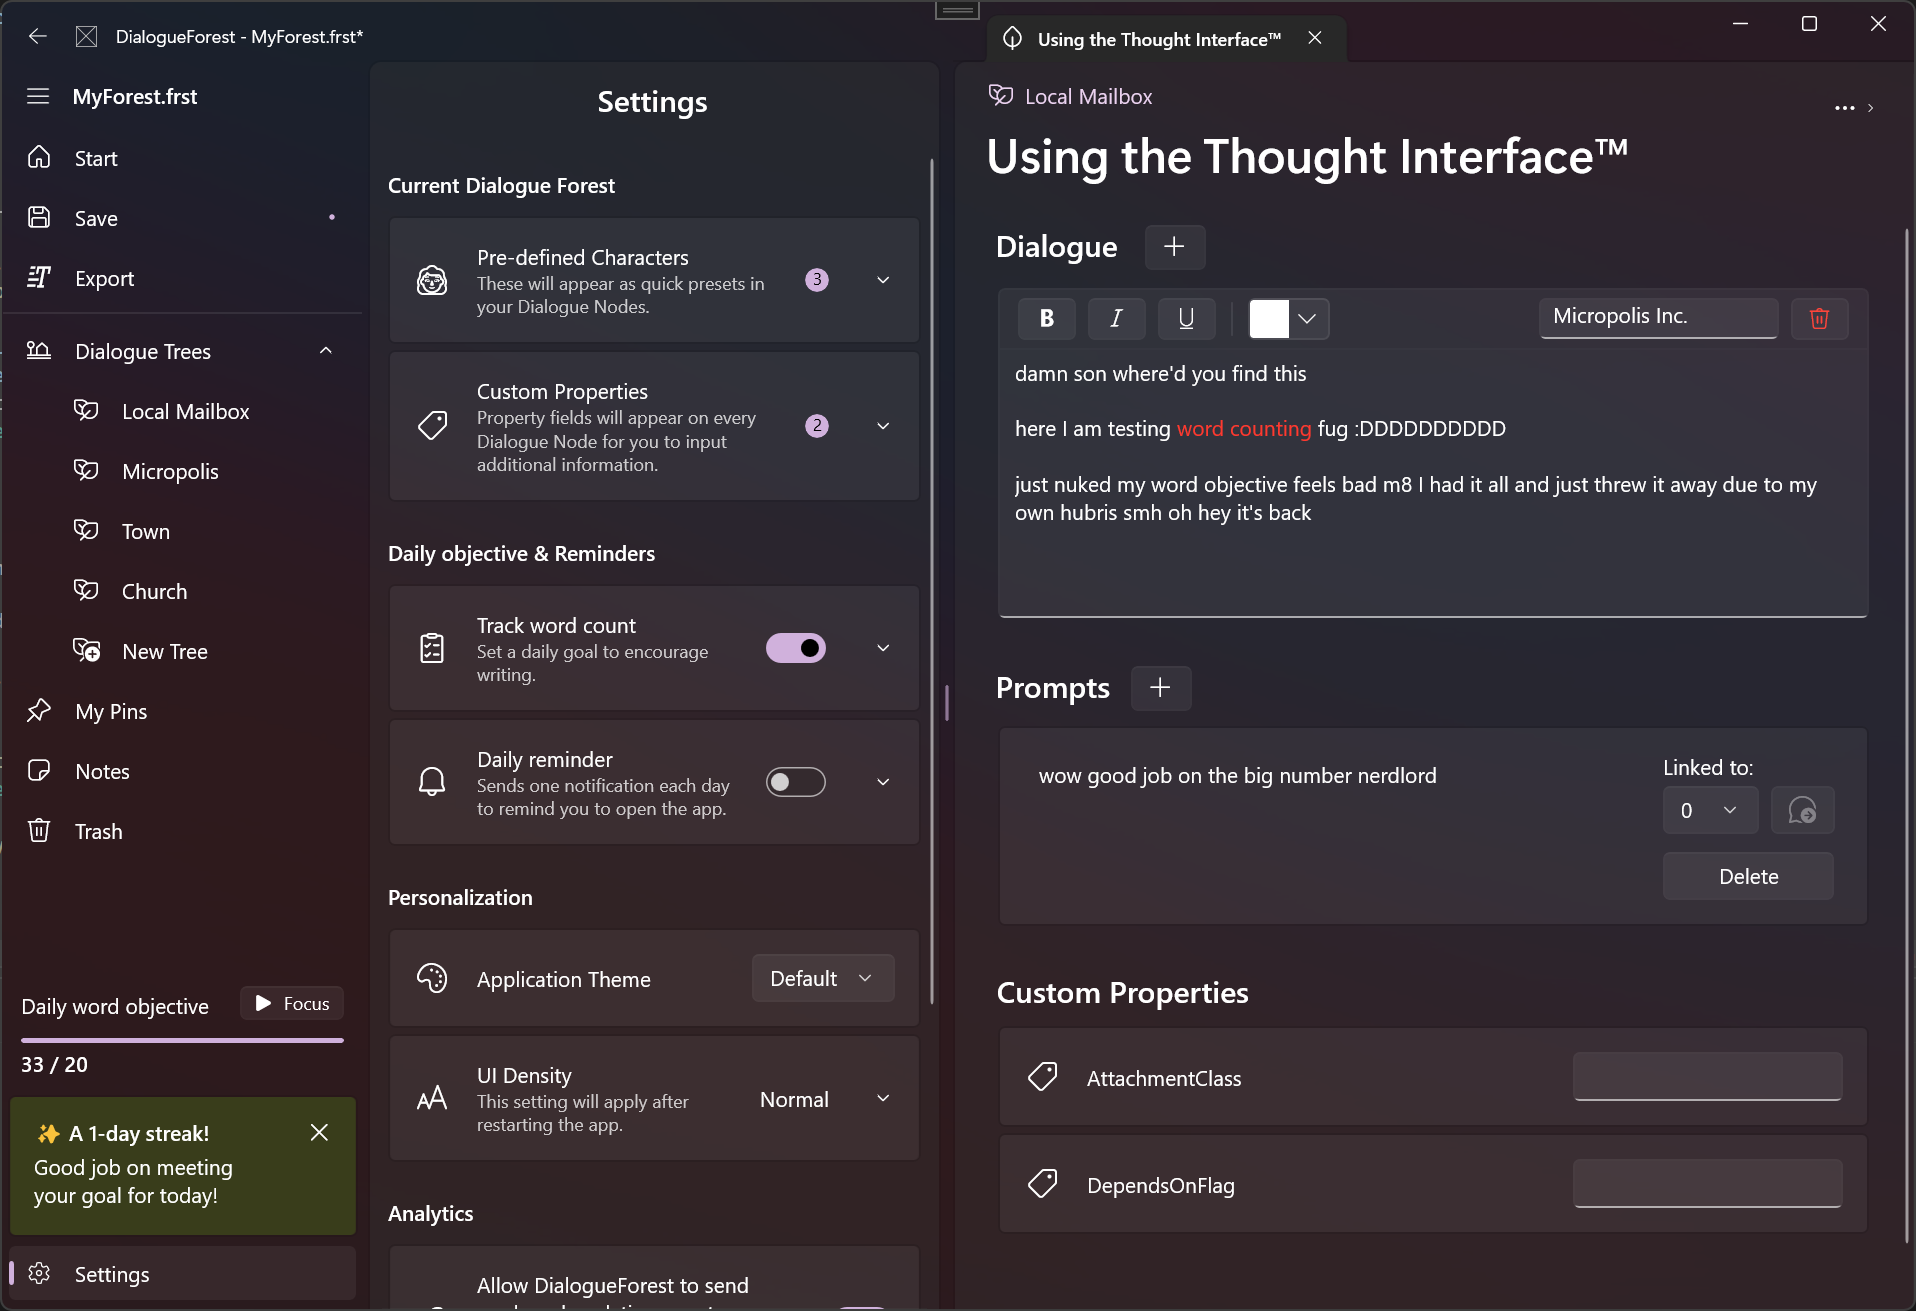 DialogueForest - MyForest.frst*
MyForest.frst
Start
Save
Export
Dialogue Trees
Local Mailbox
Micropolis
Town
Church
New Tree
My Pins
Notes
Trash
Daily word objective
Focus
33 / 20
✨ A 1-day streak!
Good job on meeting
your goal for today!
Settings
Settings
Current Dialogue Forest
Pre-defined Characters
These will appear as quick presets in
your Dialogue Nodes.
3
Custom Properties
Property fields will appear on every
Dialogue Node for you to input
additional information.
2
Daily objective & Reminders
Track word count
Set a daily goal to encourage
writing.
Daily reminder
Sends one notification each day
to remind you to open the app.
Personalization
Application Theme
Default
UI Density
This setting will apply after
restarting the app.
Normal
Analytics
Allow DialogueForest to send
Using the Thought Interface™
Local Mailbox
Using the Thought Interface™
Dialogue
B I U
Micropolis Inc.
damn son where'd you find this
here I am testing word counting fug :DDDDDDDDDD
just nuked my word objective feels bad m8 I had it all and just threw it away due to my
own hubris smh oh hey it's back
Prompts
wow good job on the big number nerdlord
Linked to:
0
Delete
Custom Properties
AttachmentClass
DependsOnFlag